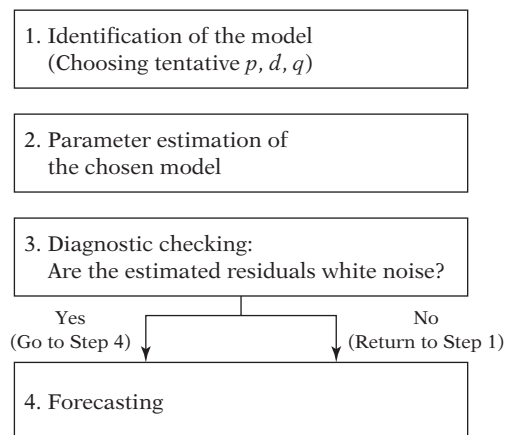 1. Identification of the model
(Choosing tentative p, d, q)
2. Parameter estimation of
the chosen model
3. Diagnostic checking:
Are the estimated residuals white noise?
Yes
(Go to Step 4)
No
(Return to Step 1)
4. Forecasting